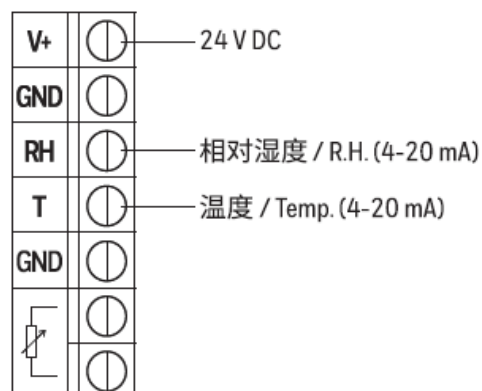 V+ 24 V DC
GND
RH 相对湿度 / R.H. (4-20 mA)
T 温度 / Temp. (4-20 mA)
GND